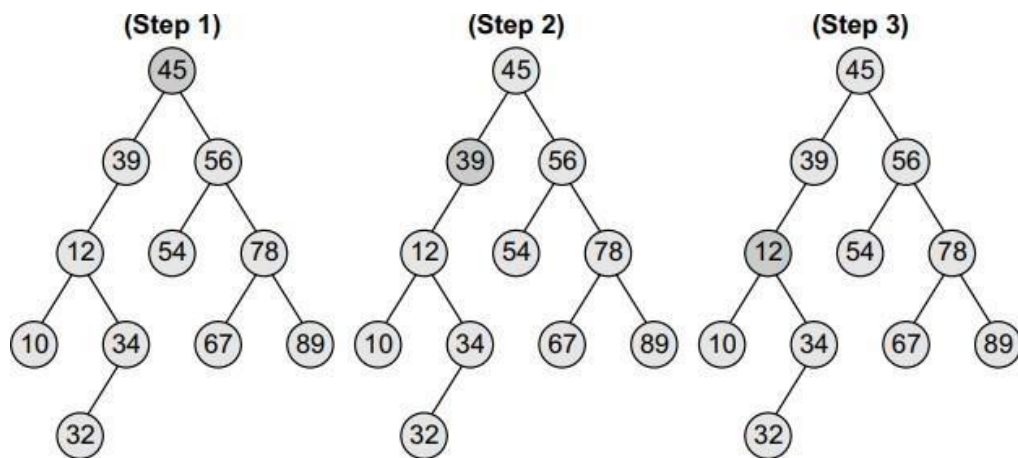 (Step 1) (Step 2) (Step 3)
45 45 45
39 56 39 56 39 56
12 54 78 12 54 78 12 54 78
10 34 67 89 10 34 67 89 10 34 67 89
32 32 32